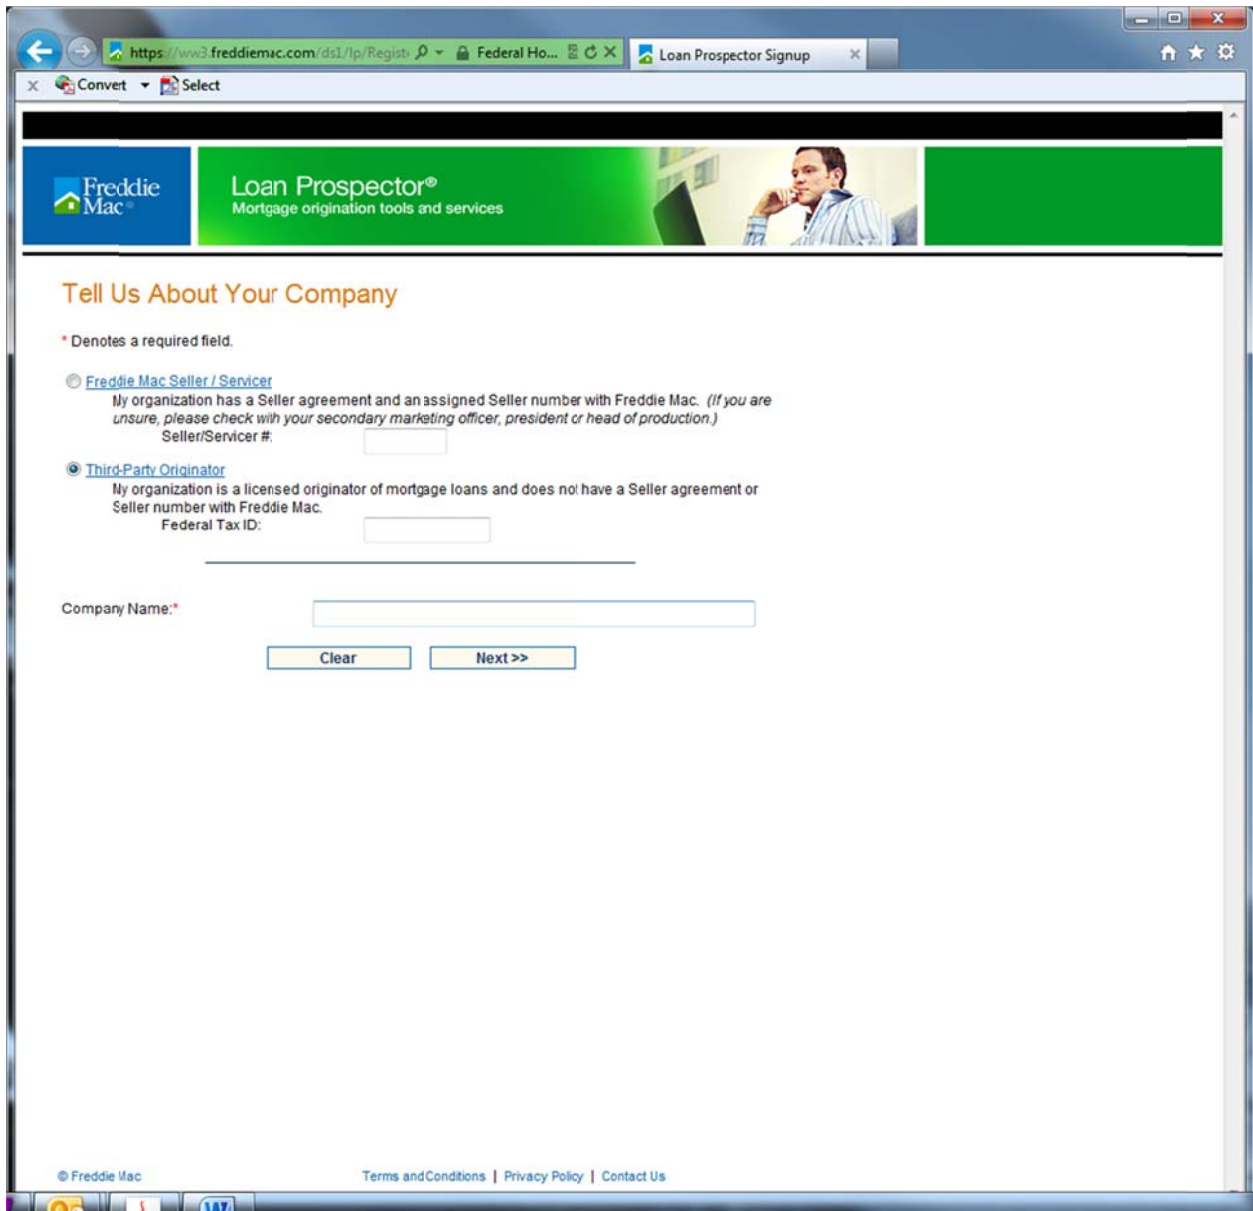 https://ww3.freddiemac.com/ds1/lp/Regist
Federal Ho...
Loan Prospector Signup
Convert
Select
Freddie
Mac
Loan Prospector®
Mortgage origination tools and services
Tell Us About Your Company
* Denotes a required field.
Freddie Mac Seller / Servicer
My organization has a Seller agreement and an assigned Seller number with Freddie Mac. (If you are
unsure, please check with your secondary marketing officer, president or head of production.)
Seller/Servicer #:
Third-Party Originator
My organization is a licensed originator of mortgage loans and does not have a Seller agreement or
Seller number with Freddie Mac.
Federal Tax ID:
Company Name:*
Clear
Next >>
© Freddie Mac
Terms and Conditions | Privacy Policy | Contact Us